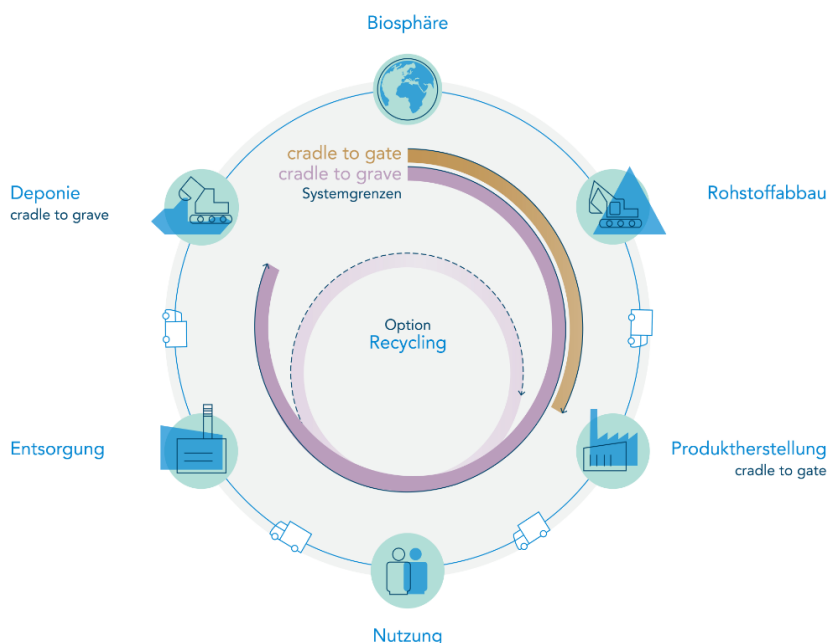 Biosphäre
cradle to gate
cradle to grave
Systemgrenzen
Deponie
cradle to grave
Rohstoffabbau
Option
Recycling
Entsorgung
Produktherstellung
cradle to gate
Nutzung